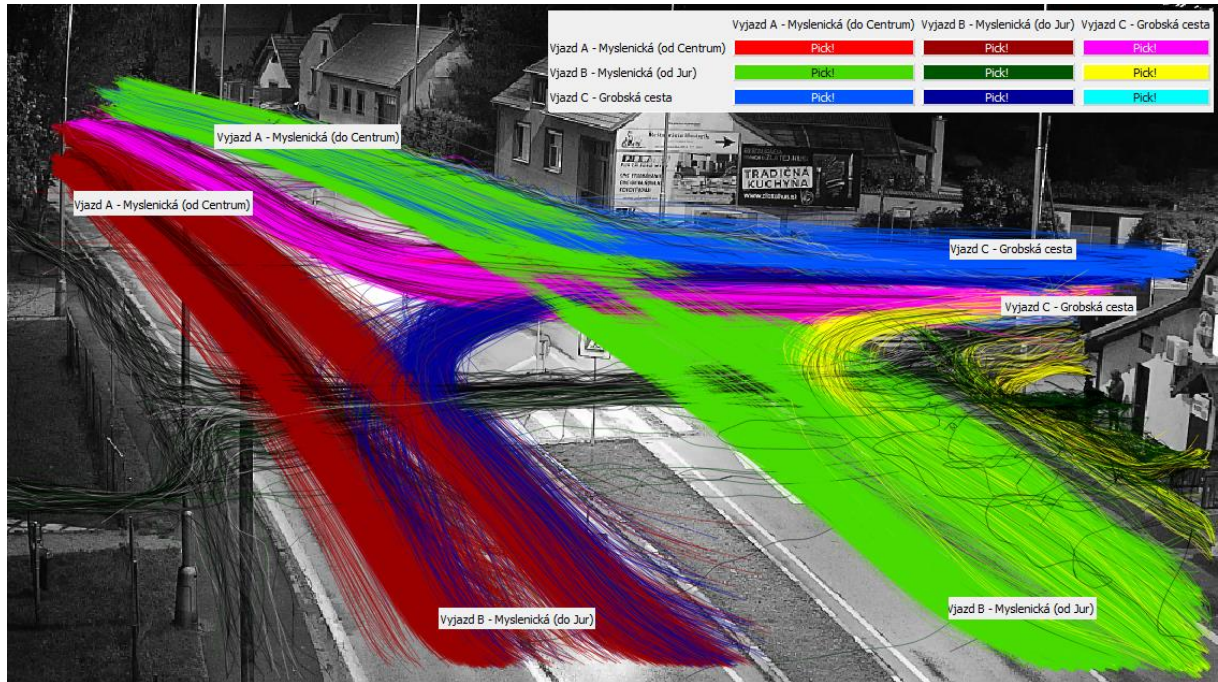 Vyjazd A - Myslenická (do Centrum) Vyjazd B - Myslenická (do Jur) Vyjazd C - Grobská cesta
Vjazd A - Myslenická (od Centrum) Pick! Pick! Pick!
Vjazd B - Myslenická (od Jur) Pick! Pick! Pick!
Vjazd C - Grobská cesta Pick! Pick! Pick!
Vyjazd A - Myslenická (do Centrum)
TRADIČNÁ
KUCHYŇA
Vjazd A - Myslenická (od Centrum)
Vjazd C - Grobská cesta
Vyjazd C - Grobská cesta
Vyjazd B - Myslenická (do Jur)
Vjazd B - Myslenická (od Jur)